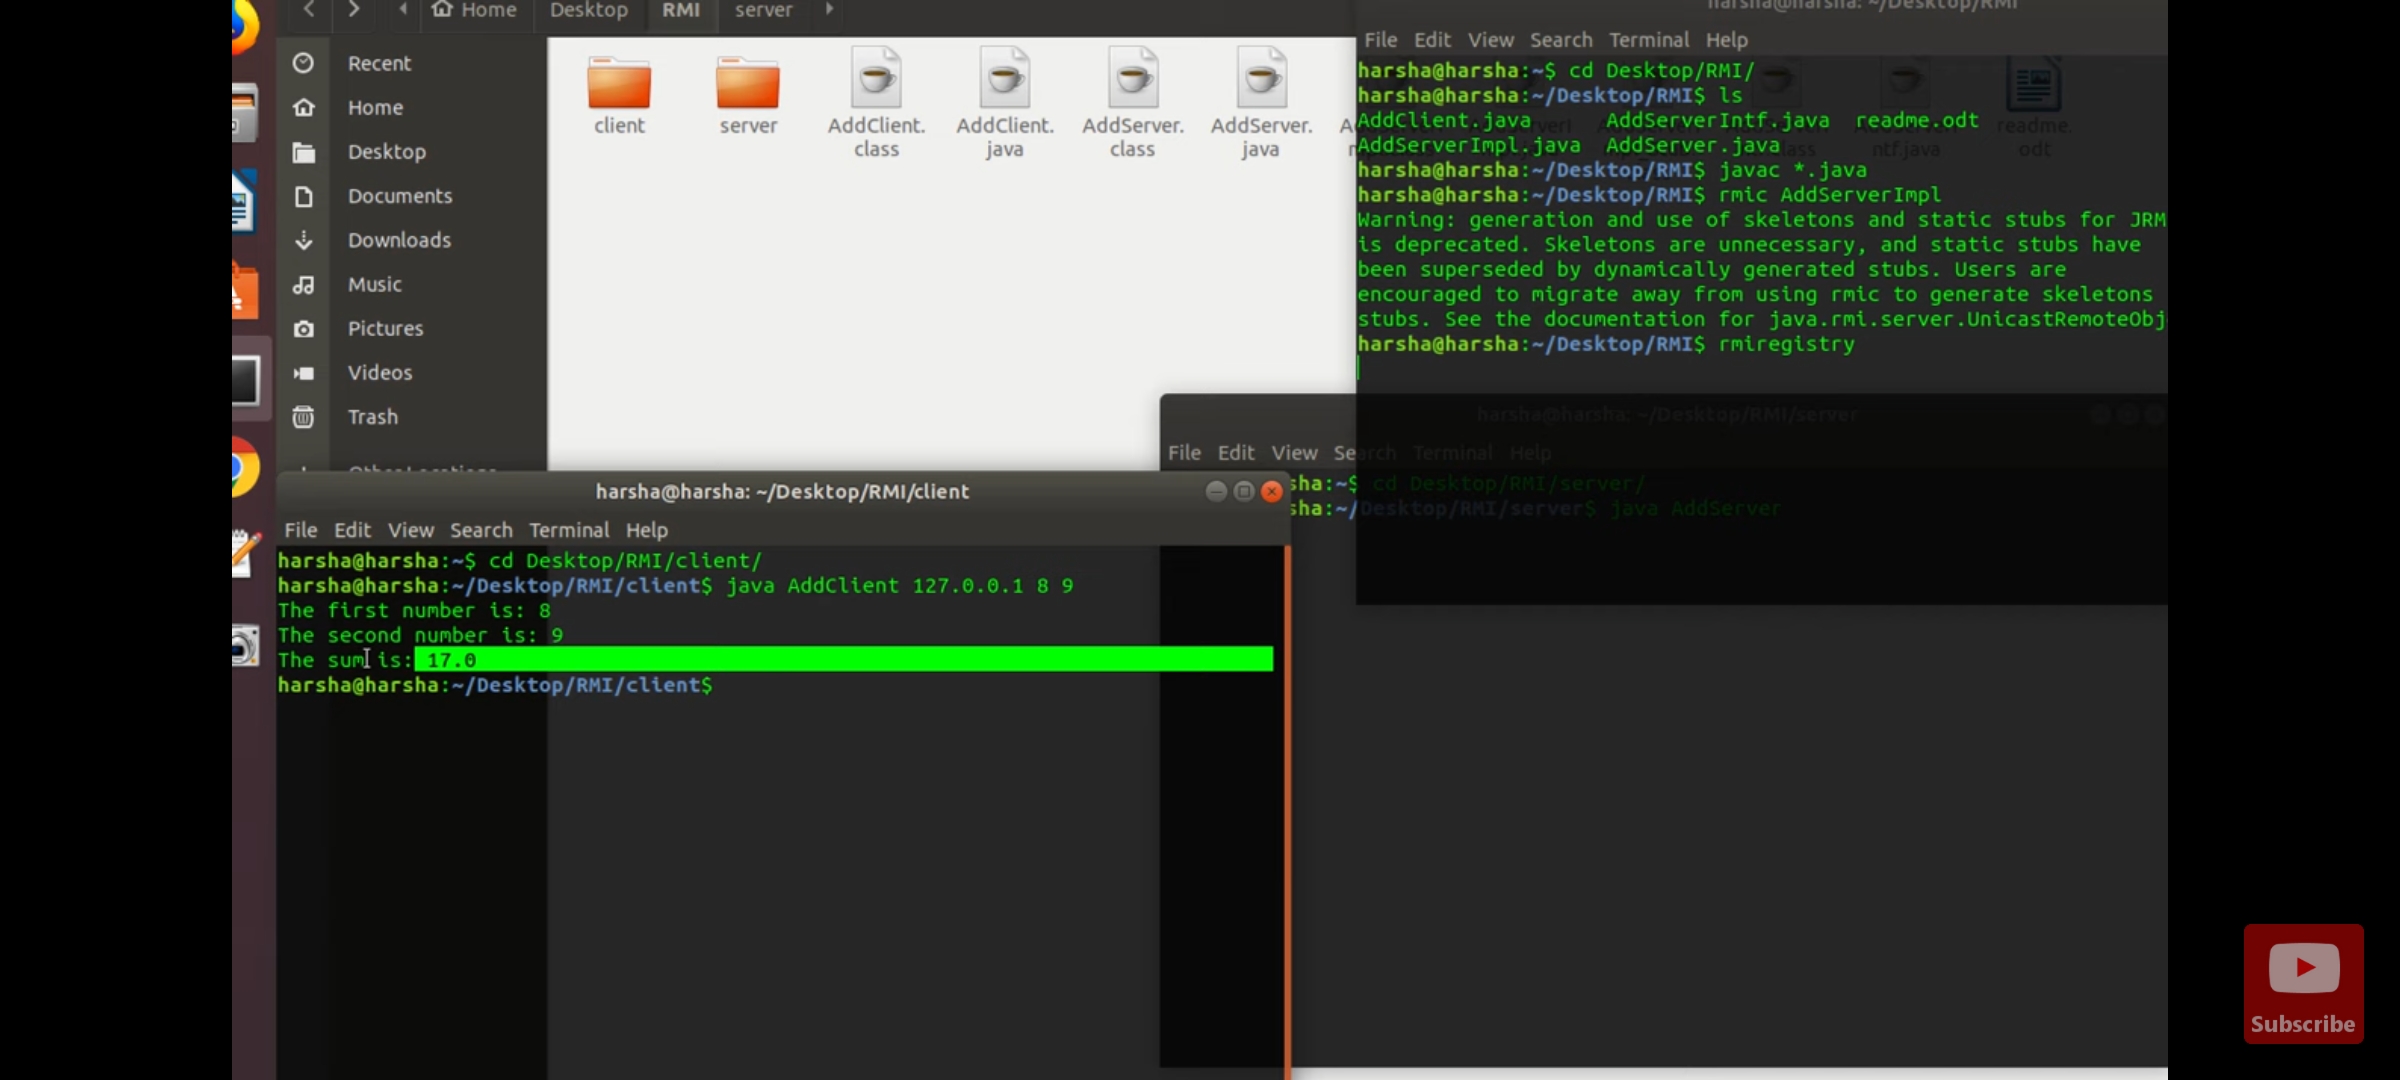 Home Desktop RMI server
Recent
Home
Desktop
Documents
Downloads
Music
Pictures
Videos
Trash
Other Locations
client
server
AddClient.
class
AddClient.
java
AddServer.
class
AddServer.
java
readme.
odt
ntf.java
harsha@harsha: ~/Desktop/RMI
File Edit View Search Terminal Help
harsha@harsha:~$ cd Desktop/RMI/
harsha@harsha:~/Desktop/RMI$ ls
AddClient.java AddServerIntf.java readme.odt
AddServerImpl.java AddServer.java
harsha@harsha:~/Desktop/RMI$ javac *.java
harsha@harsha:~/Desktop/RMI$ rmic AddServerImpl
Warning: generation and use of skeletons and static stubs for JRM
is deprecated. Skeletons are unnecessary, and static stubs have
been superseded by dynamically generated stubs. Users are
encouraged to migrate away from using rmic to generate skeletons
stubs. See the documentation for java.rmi.server.UnicastRemoteObj
harsha@harsha:~/Desktop/RMI$ rmiregistry
harsha@harsha: ~/Desktop/RMI/server
File Edit View Search Terminal Help
sha:~$ cd Desktop/RMI/server/
sha:~/Desktop/RMI/server$ java AddServer
harsha@harsha: ~/Desktop/RMI/client
File Edit View Search Terminal Help
harsha@harsha:~$ cd Desktop/RMI/client/
harsha@harsha:~/Desktop/RMI/client$ java AddClient 127.0.0.1 8 9
The first number is: 8
The second number is: 9
The sum is: 17.0
harsha@harsha:~/Desktop/RMI/client$
Subscribe